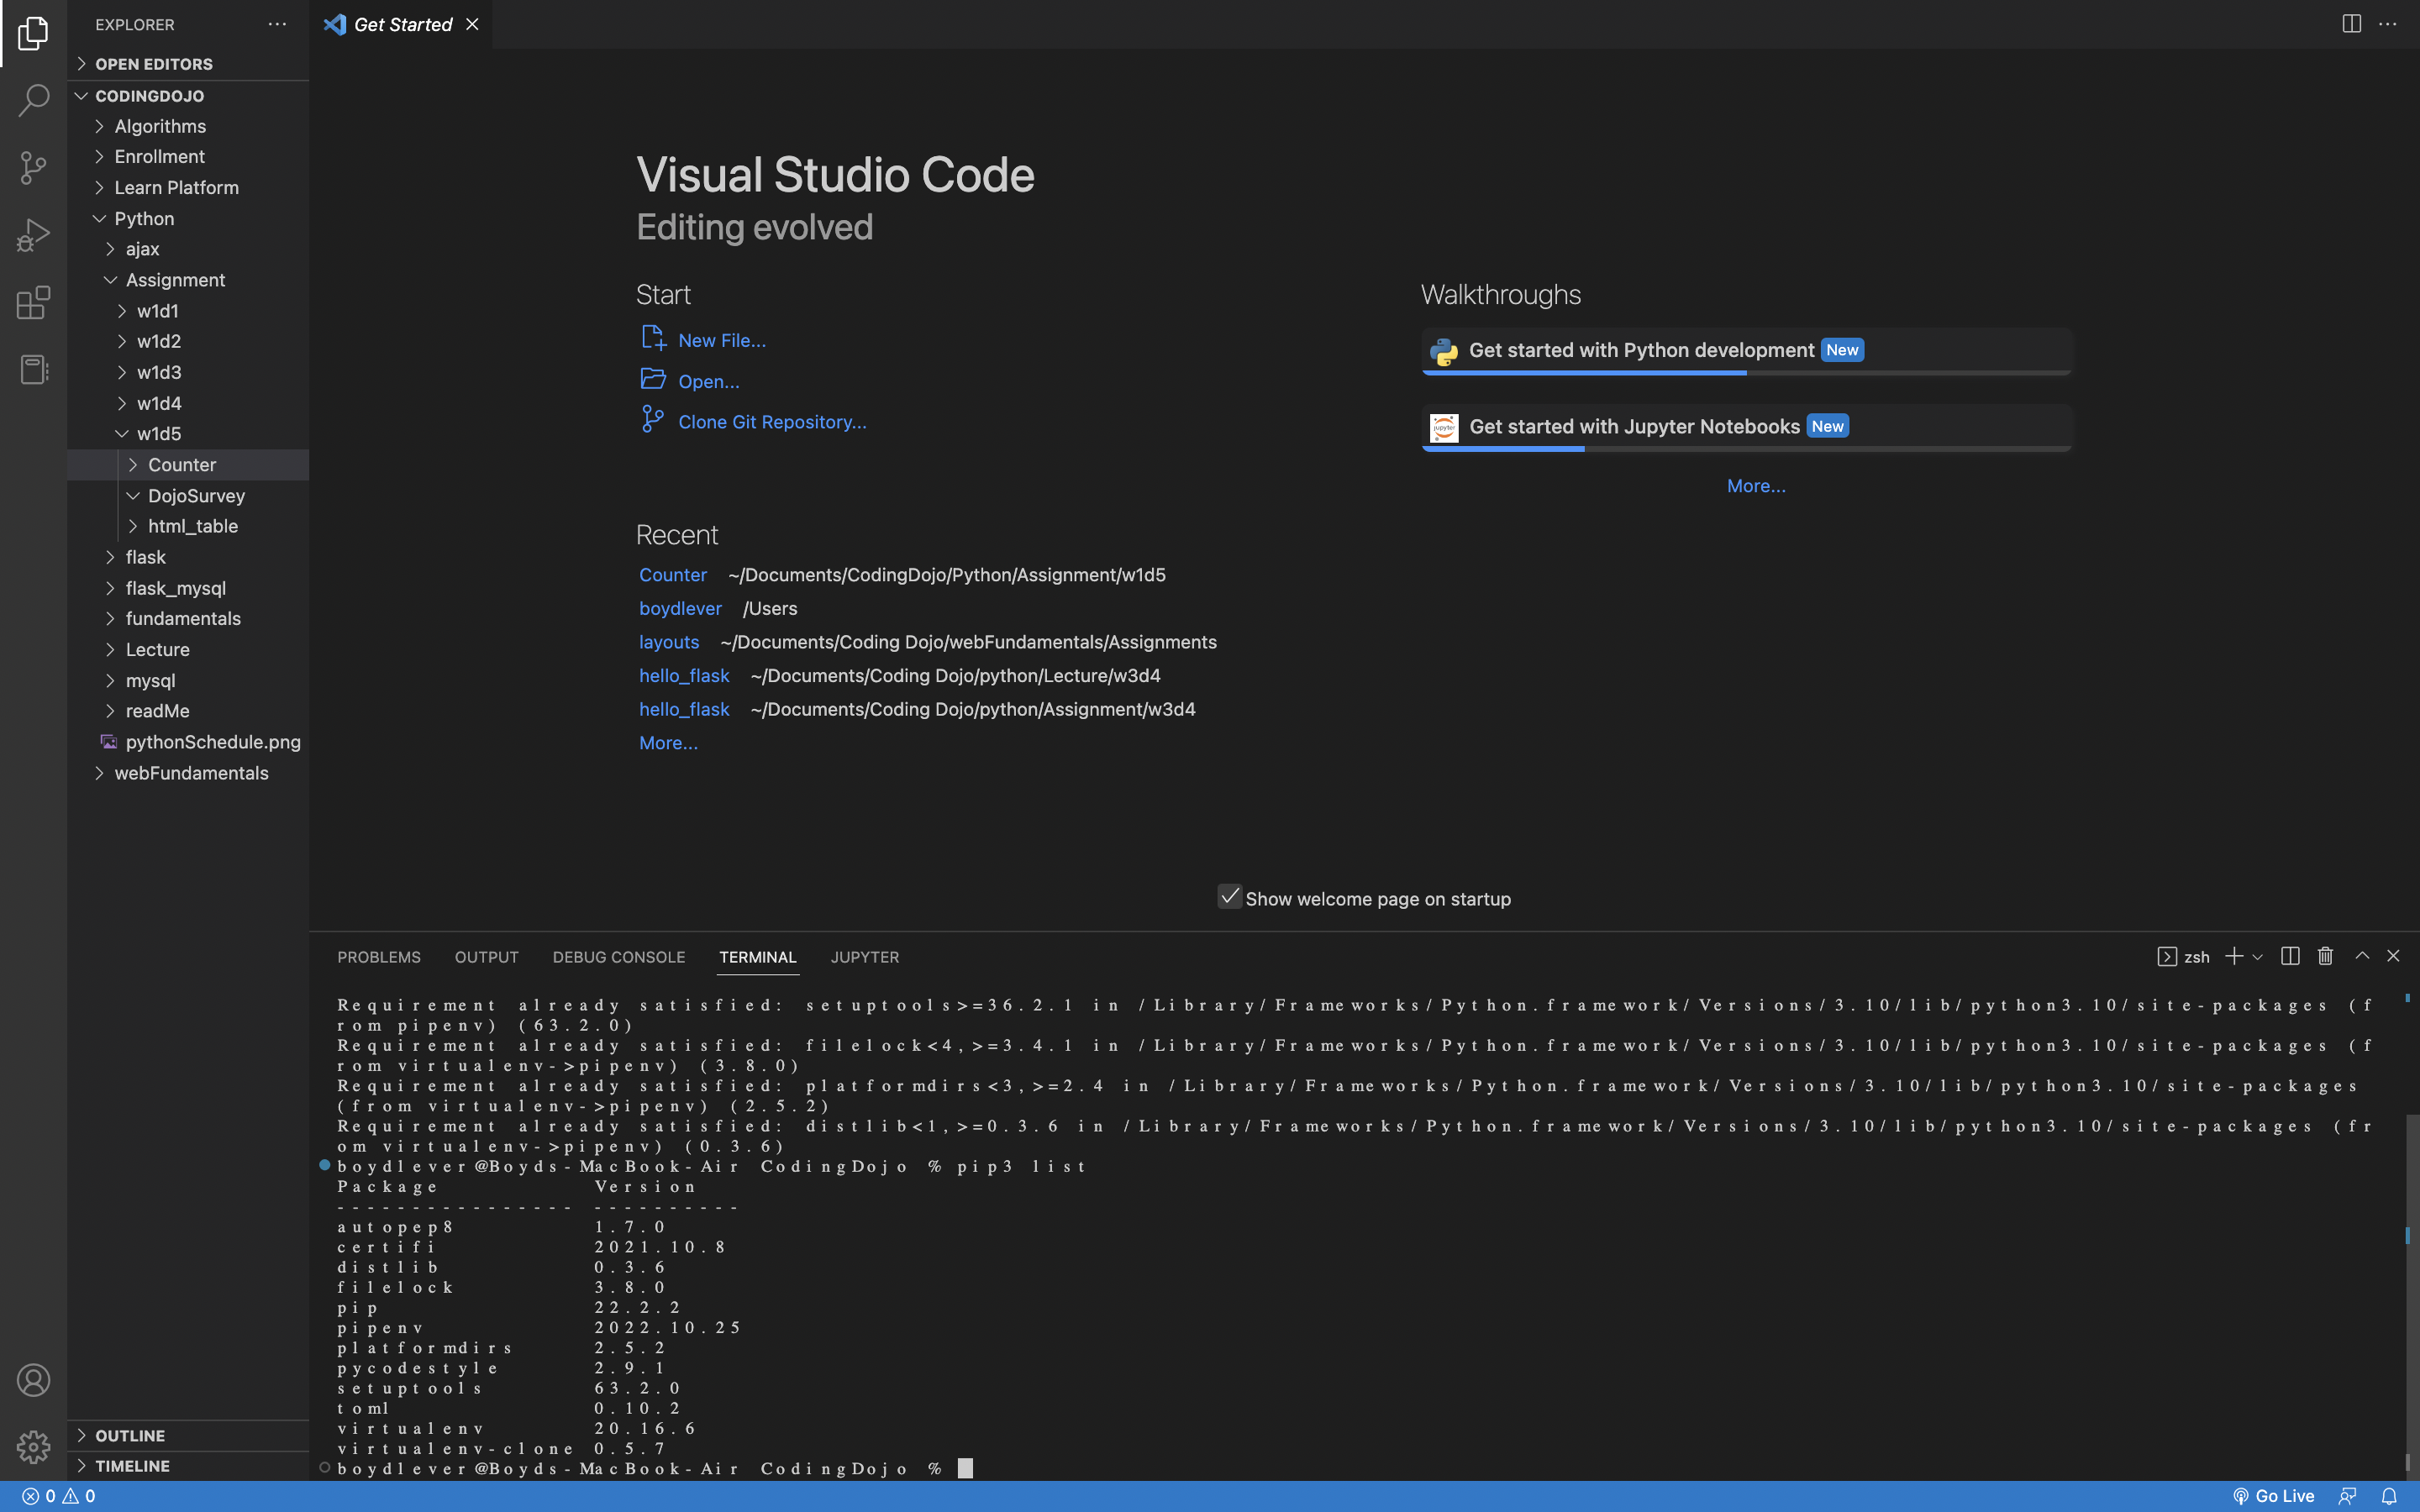 EXPLORER
OPEN EDITORS
CODINGDOJO
Algorithms
Enrollment
Learn Platform
Python
ajax
Assignment
w1d1
w1d2
w1d3
w1d4
w1d5
Counter
DojoSurvey
html_table
flask
flask_mysql
fundamentals
Lecture
mysql
readMe
pythonSchedule.png
webFundamentals
OUTLINE
TIMELINE
Get Started
Visual Studio Code
Editing evolved
Start
New File...
Open...
Clone Git Repository...
Recent
Counter ~/Documents/CodingDojo/Python/Assignment/w1d5
boydlever /Users
layouts ~/Documents/Coding Dojo/webFundamentals/Assignments
hello_flask ~/Documents/Coding Dojo/python/Lecture/w3d4
hello_flask ~/Documents/Coding Dojo/python/Assignment/w3d4
More...
Walkthroughs
Get started with Python development New
jupyter
Get started with Jupyter Notebooks New
More...
Show welcome page on startup
PROBLEMS OUTPUT DEBUG CONSOLE TERMINAL JUPYTER zsh
Requirement already satisfied: setuptools>=36.2.1 in /Library/Frameworks/Python.framework/Versions/3.10/lib/python3.10/site-packages (f
rom pipenv) (63.2.0)
Requirement already satisfied: filelock<4,>=3.4.1 in /Library/Frameworks/Python.framework/Versions/3.10/lib/python3.10/site-packages (f
rom virtualenv->pipenv) (3.8.0)
Requirement already satisfied: platformdirs<3,>=2.4 in /Library/Frameworks/Python.framework/Versions/3.10/lib/python3.10/site-packages
(from virtualenv->pipenv) (2.5.2)
Requirement already satisfied: distlib<1,>=0.3.6 in /Library/Frameworks/Python.framework/Versions/3.10/lib/python3.10/site-packages (fr
om virtualenv->pipenv) (0.3.6)
boydlever@Boyds-MacBook-Air CodingDojo % pip3 list
Package Version
---------------- ----------
autopep8 1.7.0
certifi 2021.10.8
distlib 0.3.6
filelock 3.8.0
pip 22.2.2
pipenv 2022.10.25
platformdirs 2.5.2
pycodestyle 2.9.1
setuptools 63.2.0
toml 0.10.2
virtualenv 20.16.6
virtualenv-clone 0.5.7
boydlever@Boyds-MacBook-Air CodingDojo %
0 0 Go Live